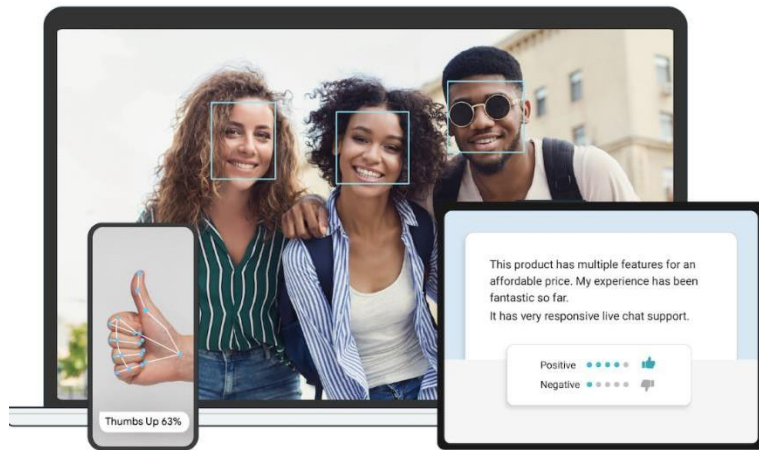 This product has multiple features for an
affordable price. My experience has been
fantastic so far.
It has very responsive live chat support.
Positive
Negative
Thumbs Up 63%